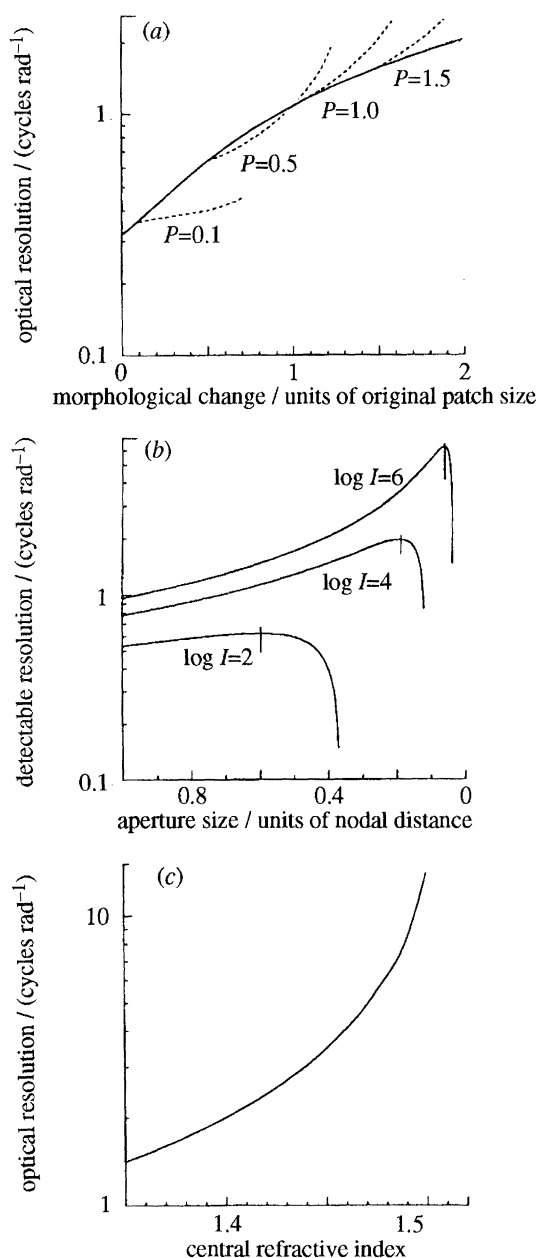 (a)
optical resolution / (cycles rad⁻¹)
1
0.1
P=0.1
P=0.5
P=1.0
P=1.5
0 1 2
morphological change / units of original patch size
(b)
detectable resolution / (cycles rad⁻¹)
1
0.1
log I=6
log I=4
log I=2
0.8 0.4 0
aperture size / units of nodal distance
(c)
optical resolution / (cycles rad⁻¹)
10
1
1.4 1.5
central refractive index